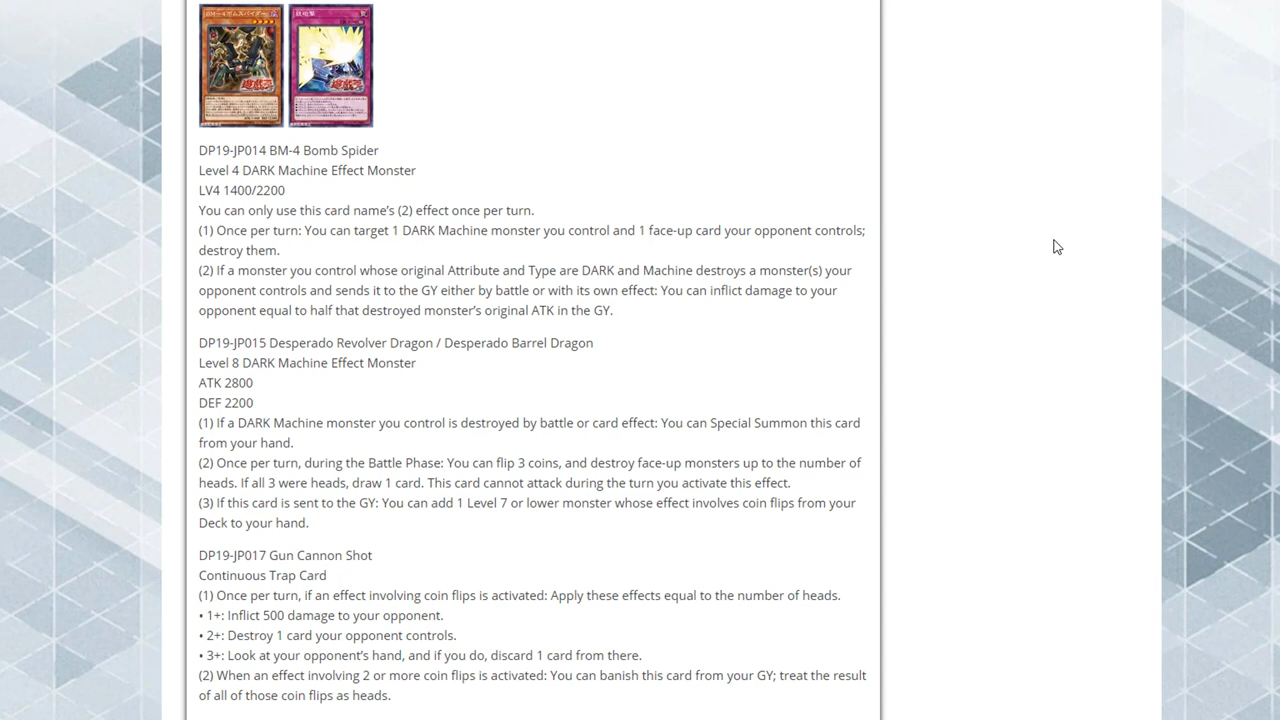 DP19-JP014 BM-4 Bomb Spider
Level 4 DARK Machine Effect Monster
LV4 1400/2200
You can only use this card name’s (2) effect once per turn.
(1) Once per turn: You can target 1 DARK Machine monster you control and 1 face-up card your opponent controls;
destroy them.
(2) If a monster you control whose original Attribute and Type are DARK and Machine destroys a monster(s) your
opponent controls and sends it to the GY either by battle or with its own effect: You can inflict damage to your
opponent equal to half that destroyed monster’s original ATK in the GY.
DP19-JP015 Desperado Revolver Dragon / Desperado Barrel Dragon
Level 8 DARK Machine Effect Monster
ATK 2800
DEF 2200
(1) If a DARK Machine monster you control is destroyed by battle or card effect: You can Special Summon this card
from your hand.
(2) Once per turn, during the Battle Phase: You can flip 3 coins, and destroy face-up monsters up to the number of
heads. If all 3 were heads, draw 1 card. This card cannot attack during the turn you activate this effect.
(3) If this card is sent to the GY: You can add 1 Level 7 or lower monster whose effect involves coin flips from your
Deck to your hand.
DP19-JP017 Gun Cannon Shot
Continuous Trap Card
(1) Once per turn, if an effect involving coin flips is activated: Apply these effects equal to the number of heads.
• 1+: Inflict 500 damage to your opponent.
• 2+: Destroy 1 card your opponent controls.
• 3+: Look at your opponent’s hand, and if you do, discard 1 card from there.
(2) When an effect involving 2 or more coin flips is activated: You can banish this card from your GY; treat the result
of all of those coin flips as heads.